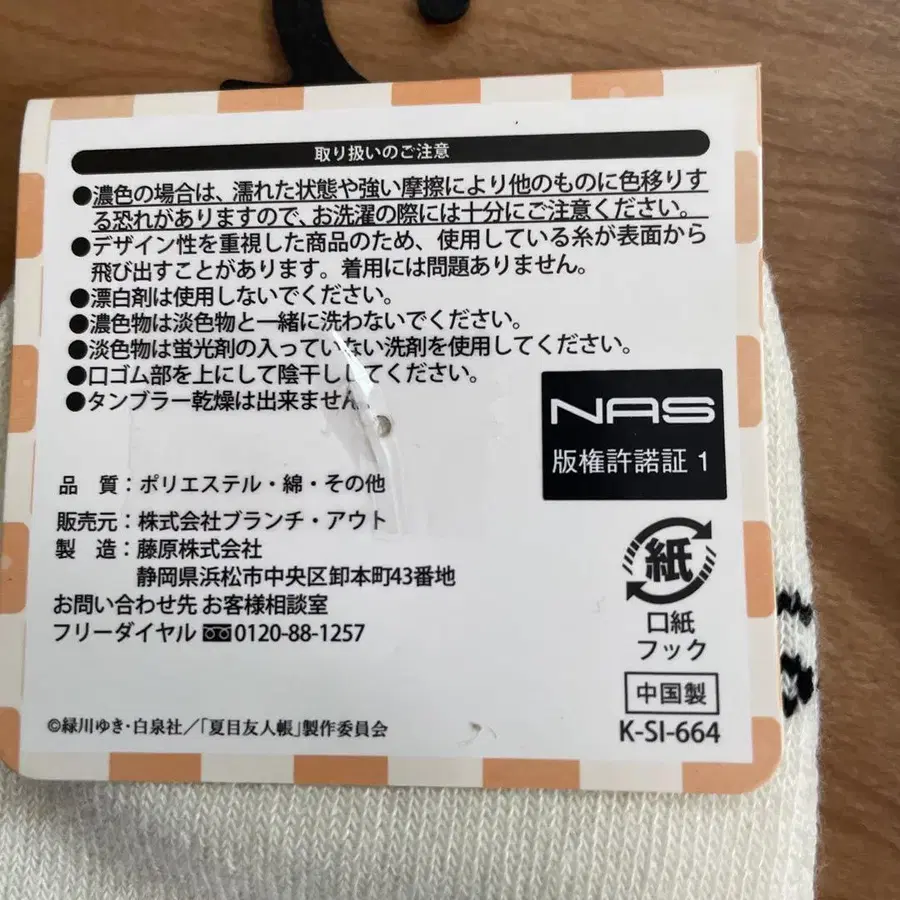 取り扱いのご注意
●濃色の場合は、濡れた状態や強い摩擦により他のものに色移りす
る恐れがありますので、お洗濯の際には十分にご注意ください。
●デザイン性を重視した商品のため、使用している糸が表面から
飛び出すことがあります。着用には問題ありません。
●漂白剤は使用しないでください。
●濃色物は淡色物と一緒に洗わないでください。
●淡色物は蛍光剤の入っていない洗剤を使用してください。
●口ゴム部を上にして陰干ししてください。
●タンブラー乾燥は出来ません。
NAS
版権許諾証 1
品 質：ポリエステル・綿・その他
販売元：株式会社ブランチ・アウト
製 造：藤原株式会社
静岡県浜松市中央区卸本町43番地
お問い合わせ先 お客様相談室
フリーダイヤル 0120-88-1257
紙
口紙
フック
中国製
K-SI-664
©緑川ゆき・白泉社／「夏目友人帳」製作委員会